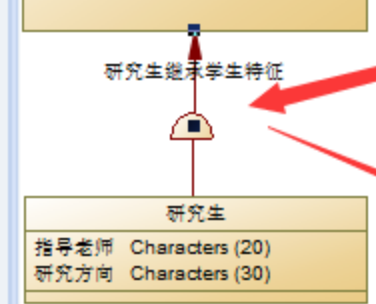 研究生继承学生特征
研究生
指导老师 Characters (20)
研究方向 Characters (30)